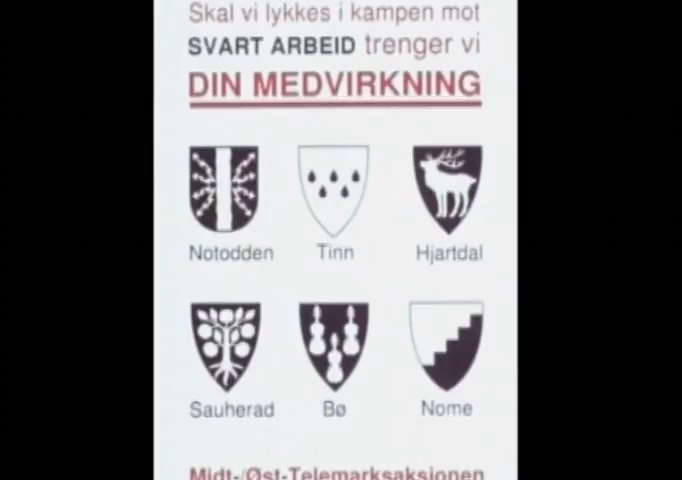 Skal vi lykkes i kampen mot
SVART ARBEID trenger vi
DIN MEDVIRKNING
Notodden Tinn Hjartdal
Sauherad Bø Nome
Midt-/Øst-Telemarksaksjonen